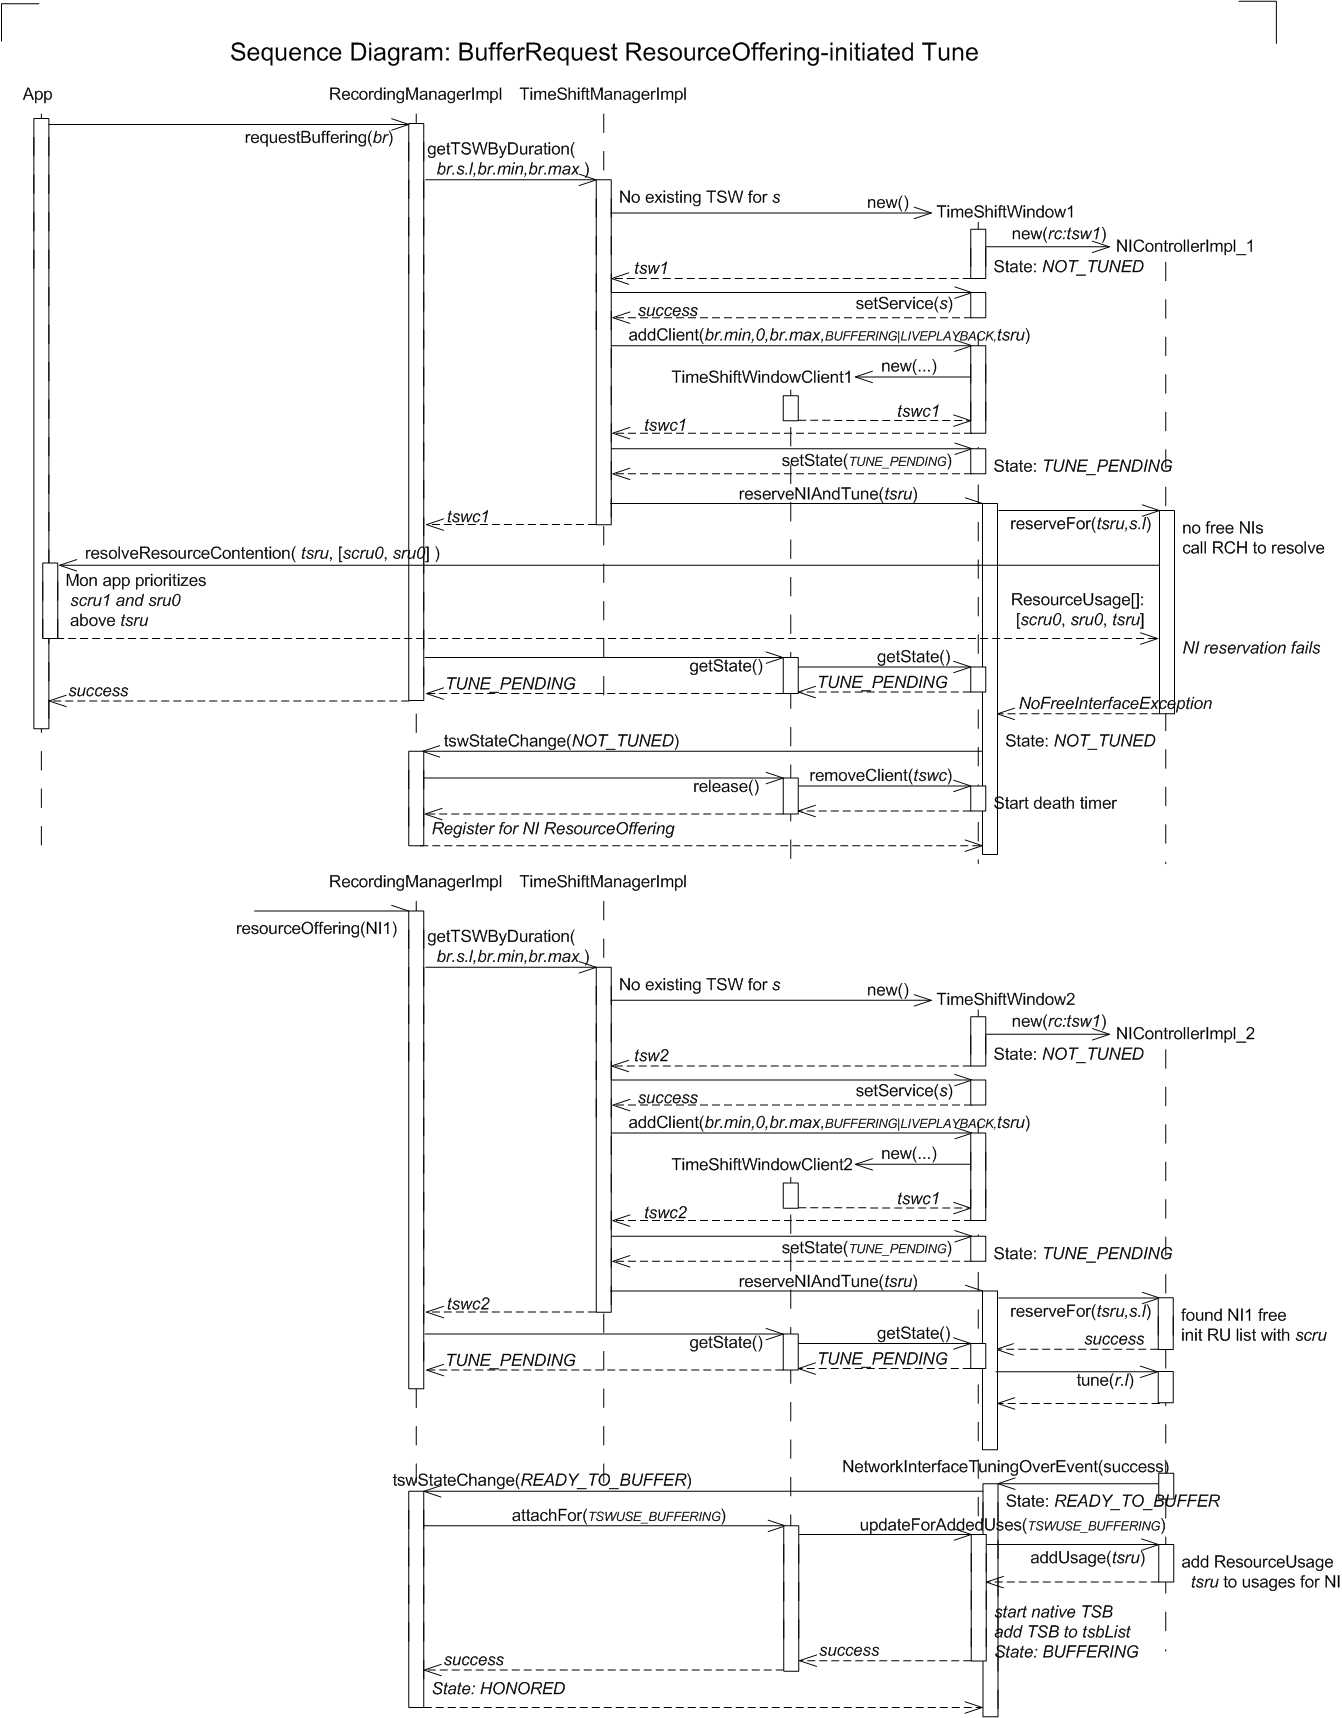 Sequence Diagram: BufferRequest ResourceOffering-initiated Tune
App
RecordingManagerImpl
TimeShiftManagerImpl
requestBuffering(br)
getTSWByDuration(
br.s.l,br.min,br.max )
No existing TSW for s
new()
TimeShiftWindow1
new(rc:tsw1)
NIControllerImpl_1
State: NOT_TUNED
tsw1
setService(s)
success
addClient(br.min,0,br.max,BUFFERING|LIVEPLAYBACK,tsru)
new(...)
TimeShiftWindowClient1
tswc1
tswc1
setState(TUNE_PENDING)
State: TUNE_PENDING
reserveNIAndTune(tsru)
tswc1
reserveFor(tsru,s.l)
no free NIs
call RCH to resolve
resolveResourceContention( tsru, [scru0, sru0] )
Mon app prioritizes
scru1 and sru0
above tsru
ResourceUsage[]:
[scru0, sru0, tsru]
NI reservation fails
getState()
getState()
TUNE_PENDING
TUNE_PENDING
success
NoFreeInterfaceException
tswStateChange(NOT_TUNED)
State: NOT_TUNED
release()
removeClient(tswc)
Start death timer
Register for NI ResourceOffering
RecordingManagerImpl
TimeShiftManagerImpl
resourceOffering(NI1)
getTSWByDuration(
br.s.l,br.min,br.max )
No existing TSW for s
new()
TimeShiftWindow2
new(rc:tsw1)
NIControllerImpl_2
State: NOT_TUNED
tsw2
setService(s)
success
addClient(br.min,0,br.max,BUFFERING|LIVEPLAYBACK,tsru)
new(...)
TimeShiftWindowClient2
tswc1
tswc2
setState(TUNE_PENDING)
State: TUNE_PENDING
reserveNIAndTune(tsru)
tswc2
reserveFor(tsru,s.l)
found NI1 free
init RU list with scru
success
getState()
getState()
TUNE_PENDING
TUNE_PENDING
tune(r.l)
NetworkInterfaceTuningOverEvent(success)
tswStateChange(READY_TO_BUFFER)
State: READY_TO_BUFFER
attachFor(TSWUSE_BUFFERING)
updateForAddedUses(TSWUSE_BUFFERING)
addUsage(tsru)
add ResourceUsage
tsru to usages for NI
start native TSB
add TSB to tsbList
State: BUFFERING
success
success
State: HONORED